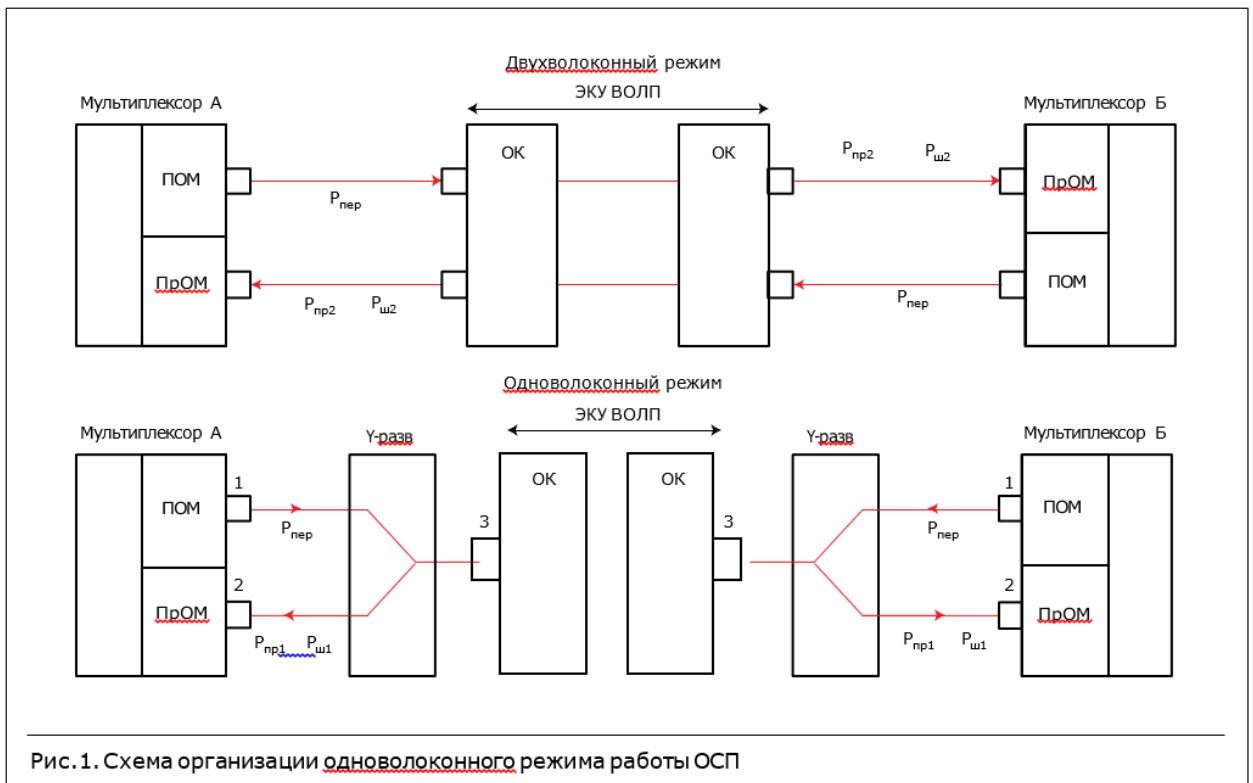 Двухволоконный режим
ЭКУ ВОЛП
Мультиплексор А
Мультиплексор Б
ПОМ
ОК
ОК
Pпр2 Pш2
ПрОМ
Pпер
ПрОМ
Pпр2 Pш2
Pпер
ПОМ
Одноволоконный режим
ЭКУ ВОЛП
Мультиплексор А
Y-разв
Y-разв
Мультиплексор Б
ПОМ
1
Pпер
3
ОК
ОК
3
Pпер
1
ПОМ
ПрОМ
2
Pпр1 Pш1
Pпр1 Pш1
2
ПрОМ
Рис.1. Схема организации одноволоконного режима работы ОСП